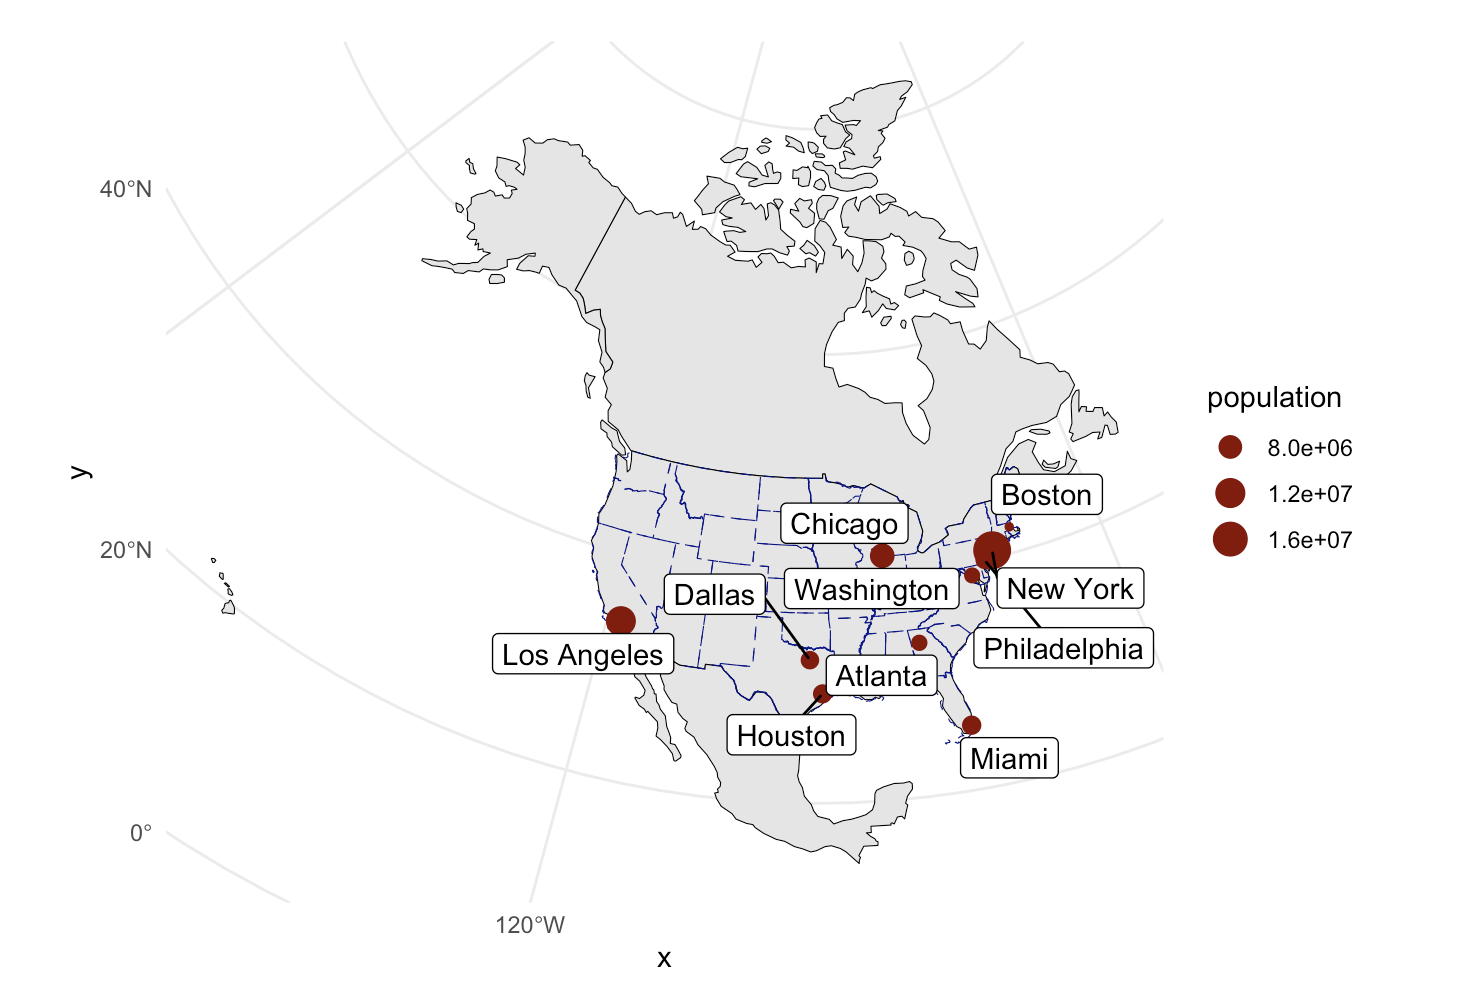 40°N
20°N
0°
120°W
x
y
Boston
Chicago
New York
Washington
Dallas
Philadelphia
Los Angeles
Atlanta
Houston
Miami
population
8.0e+06
1.2e+07
1.6e+07